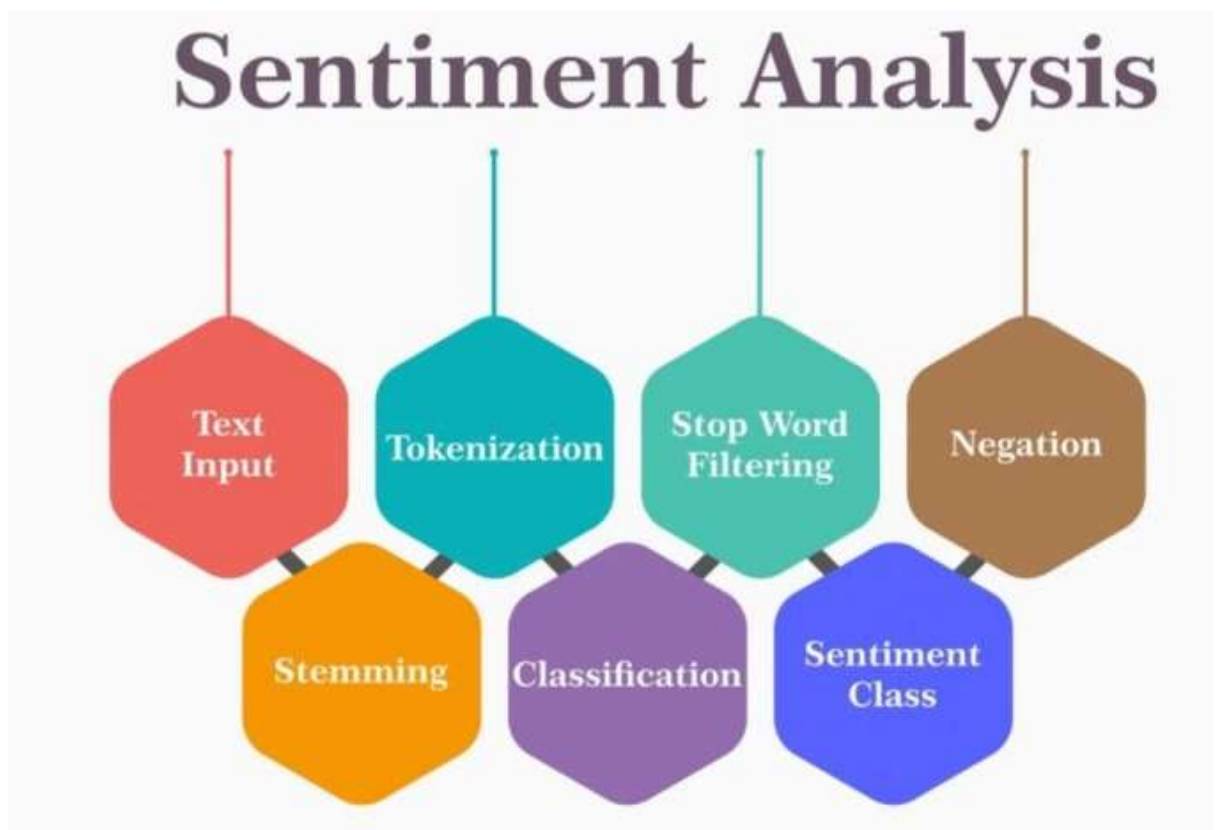 Sentiment Analysis
Text
Input
Tokenization
Stop Word
Filtering
Negation
Stemming
Classification
Sentiment
Class